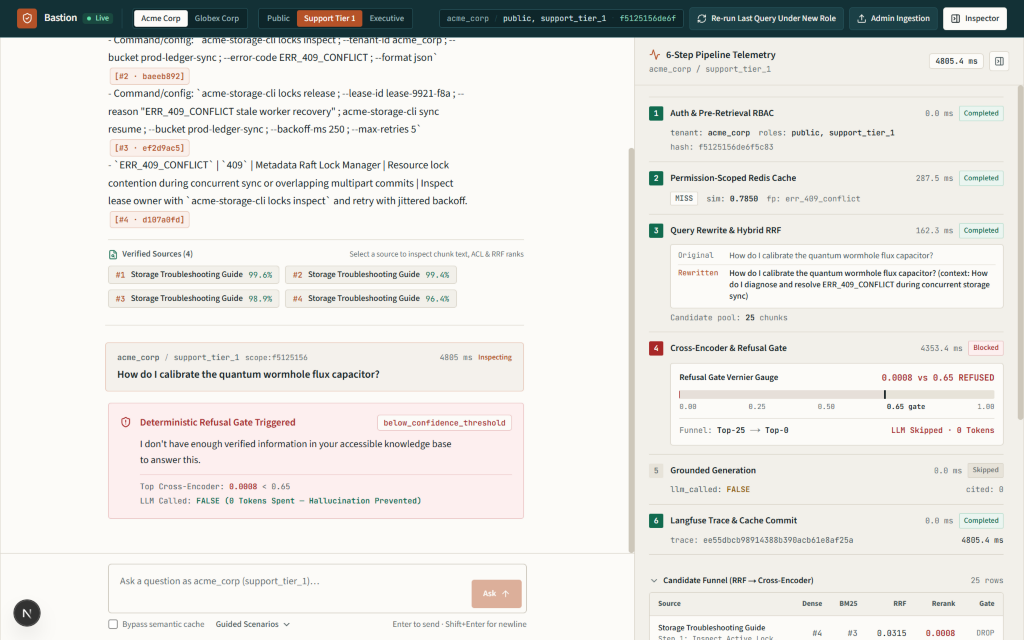 Bastion
Live
Acme Corp
Globex Corp
Public
Support Tier 1
Executive
acme_corp / public, support_tier_1 f5125156de6f
Re-run Last Query Under New Role
Admin Ingestion
Inspector
- Command/config: `acme-storage-cli locks inspect ; --tenant-id acme_corp ; --
bucket prod-ledger-sync ; --error-code ERR_409_CONFLICT ; --format json`
[#2 · baeeb892]
- Command/config: `acme-storage-cli locks release ; --lease-id lease-9921-f8a ; --
reason "ERR_409_CONFLICT stale worker recovery" ; acme-storage-cli sync
resume ; --bucket prod-ledger-sync ; --backoff-ms 250 ; --max-retries 5`
[#3 · ef2d9ac5]
- `ERR_409_CONFLICT` | `409` | Metadata Raft Lock Manager | Resource lock
contention during concurrent sync or overlapping multipart commits | Inspect
lease owner with `acme-storage-cli locks inspect` and retry with jittered backoff.
[#4 · d107a0fd]
Verified Sources (4)
Select a source to inspect chunk text, ACL & RRF ranks
#1 Storage Troubleshooting Guide 99.6%
#2 Storage Troubleshooting Guide 99.4%
#3 Storage Troubleshooting Guide 98.9%
#4 Storage Troubleshooting Guide 96.4%
acme_corp / support_tier_1 scope:f5125156
4805 ms Inspecting
How do I calibrate the quantum wormhole flux capacitor?
Deterministic Refusal Gate Triggered
below_confidence_threshold
I don't have enough verified information in your accessible knowledge base
to answer this.
Top Cross-Encoder: 0.0008 < 0.65
LLM Called: FALSE (0 Tokens Spent — Hallucination Prevented)
Ask a question as acme_corp (support_tier_1)...
Ask
Bypass semantic cache
Guided Scenarios
Enter to send · Shift+Enter for newline
N
6-Step Pipeline Telemetry
acme_corp / support_tier_1
4805.4 ms
1 Auth & Pre-Retrieval RBAC 0.0 ms Completed
tenant: acme_corp roles: public, support_tier_1
hash: f5125156de6f5c83
2 Permission-Scoped Redis Cache 287.5 ms Completed
MISS sim: 0.7850 fp: err_409_conflict
3 Query Rewrite & Hybrid RRF 162.3 ms Completed
Original How do I calibrate the quantum wormhole flux capacitor?
Rewritten How do I calibrate the quantum wormhole flux capacitor? (context: How
do I diagnose and resolve ERR_409_CONFLICT during concurrent storage
sync)
Candidate pool: 25 chunks
4 Cross-Encoder & Refusal Gate 4353.4 ms Blocked
Refusal Gate Vernier Gauge 0.0008 vs 0.65 REFUSED
0.00 0.25 0.50 0.65 gate 1.00
Funnel: Top-25 → Top-0 LLM Skipped · 0 Tokens
5 Grounded Generation 0.0 ms Skipped
llm_called: FALSE cited: 0
6 Langfuse Trace & Cache Commit 0.0 ms Completed
trace: ee55dbcb98914388b390acb61e8af25a 4805.4 ms
Candidate Funnel (RRF → Cross-Encoder) 25 rows
Source Dense BM25 RRF Rerank Gate
Storage Troubleshooting Guide #4 #3 0.0315 0.0008 DROP
Step 1: Inspect Active Lock